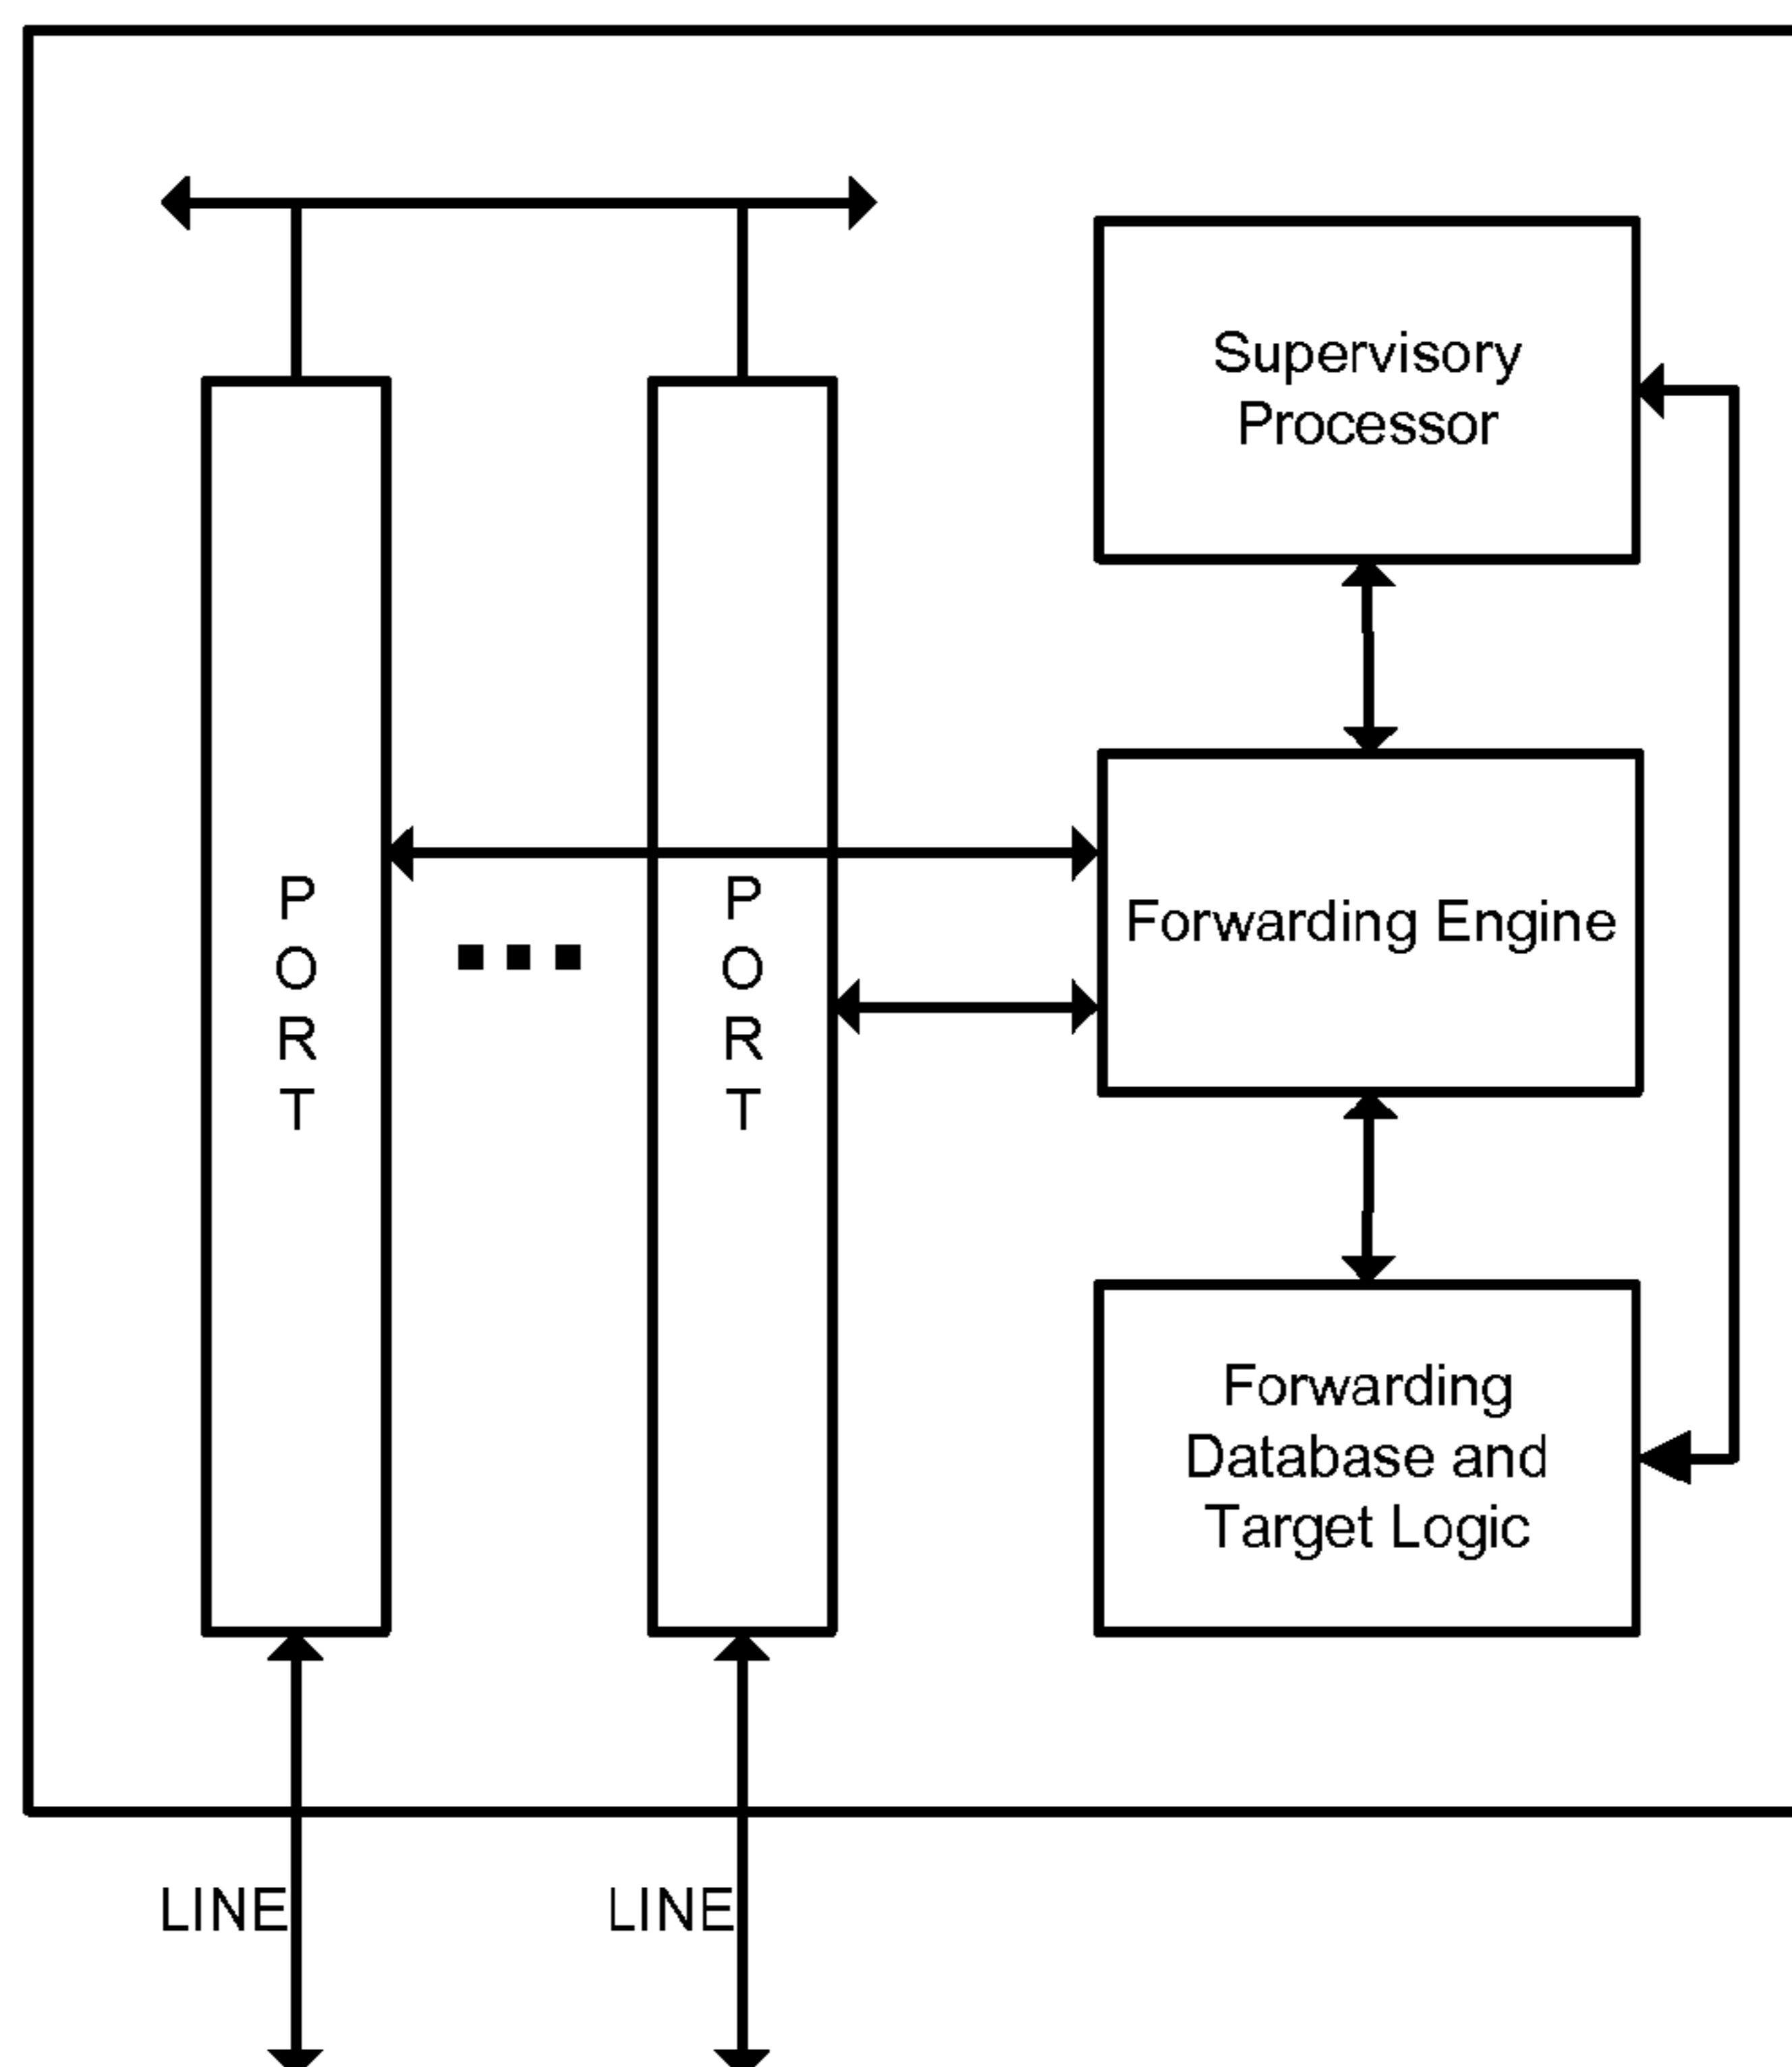 Supervisory
Processor
P
O
R
T
P
O
R
T
Forwarding Engine
Forwarding
Database and
Target Logic
LINE
LINE